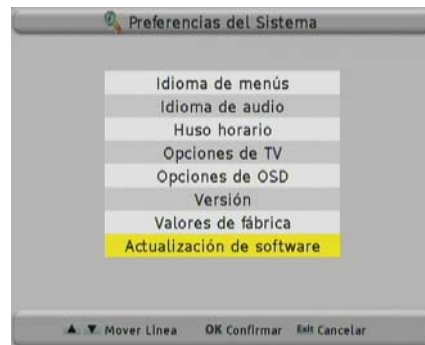 Preferencias del Sistema
Idioma de menús
Idioma de audio
Huso horario
Opciones de TV
Opciones de OSD
Versión
Valores de fábrica
Actualización de software
▲ ▼ Mover Linea OK Confirmar Exit Cancelar